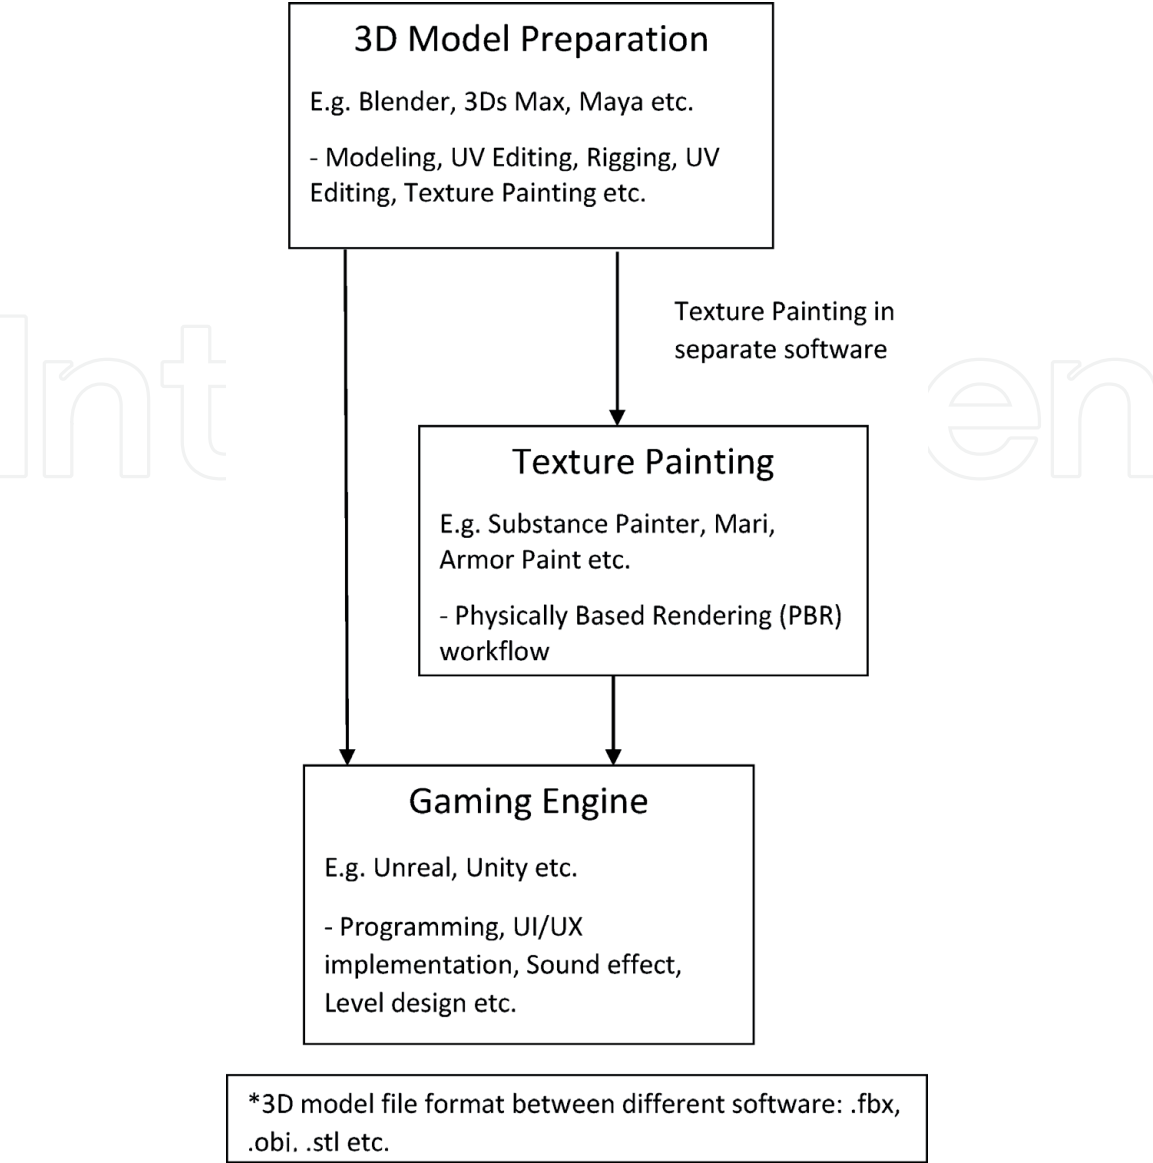 3D Model Preparation
E.g. Blender, 3Ds Max, Maya etc.
- Modeling, UV Editing, Rigging, UV
Editing, Texture Painting etc.
Texture Painting in
separate software
Int
en
Texture Painting
E.g. Substance Painter, Mari,
Armor Paint etc.
- Physically Based Rendering (PBR)
workflow
Gaming Engine
E.g. Unreal, Unity etc.
- Programming, UI/UX
implementation, Sound effect,
Level design etc.
*3D model file format between different software: .fbx,
.obj, .stl etc.